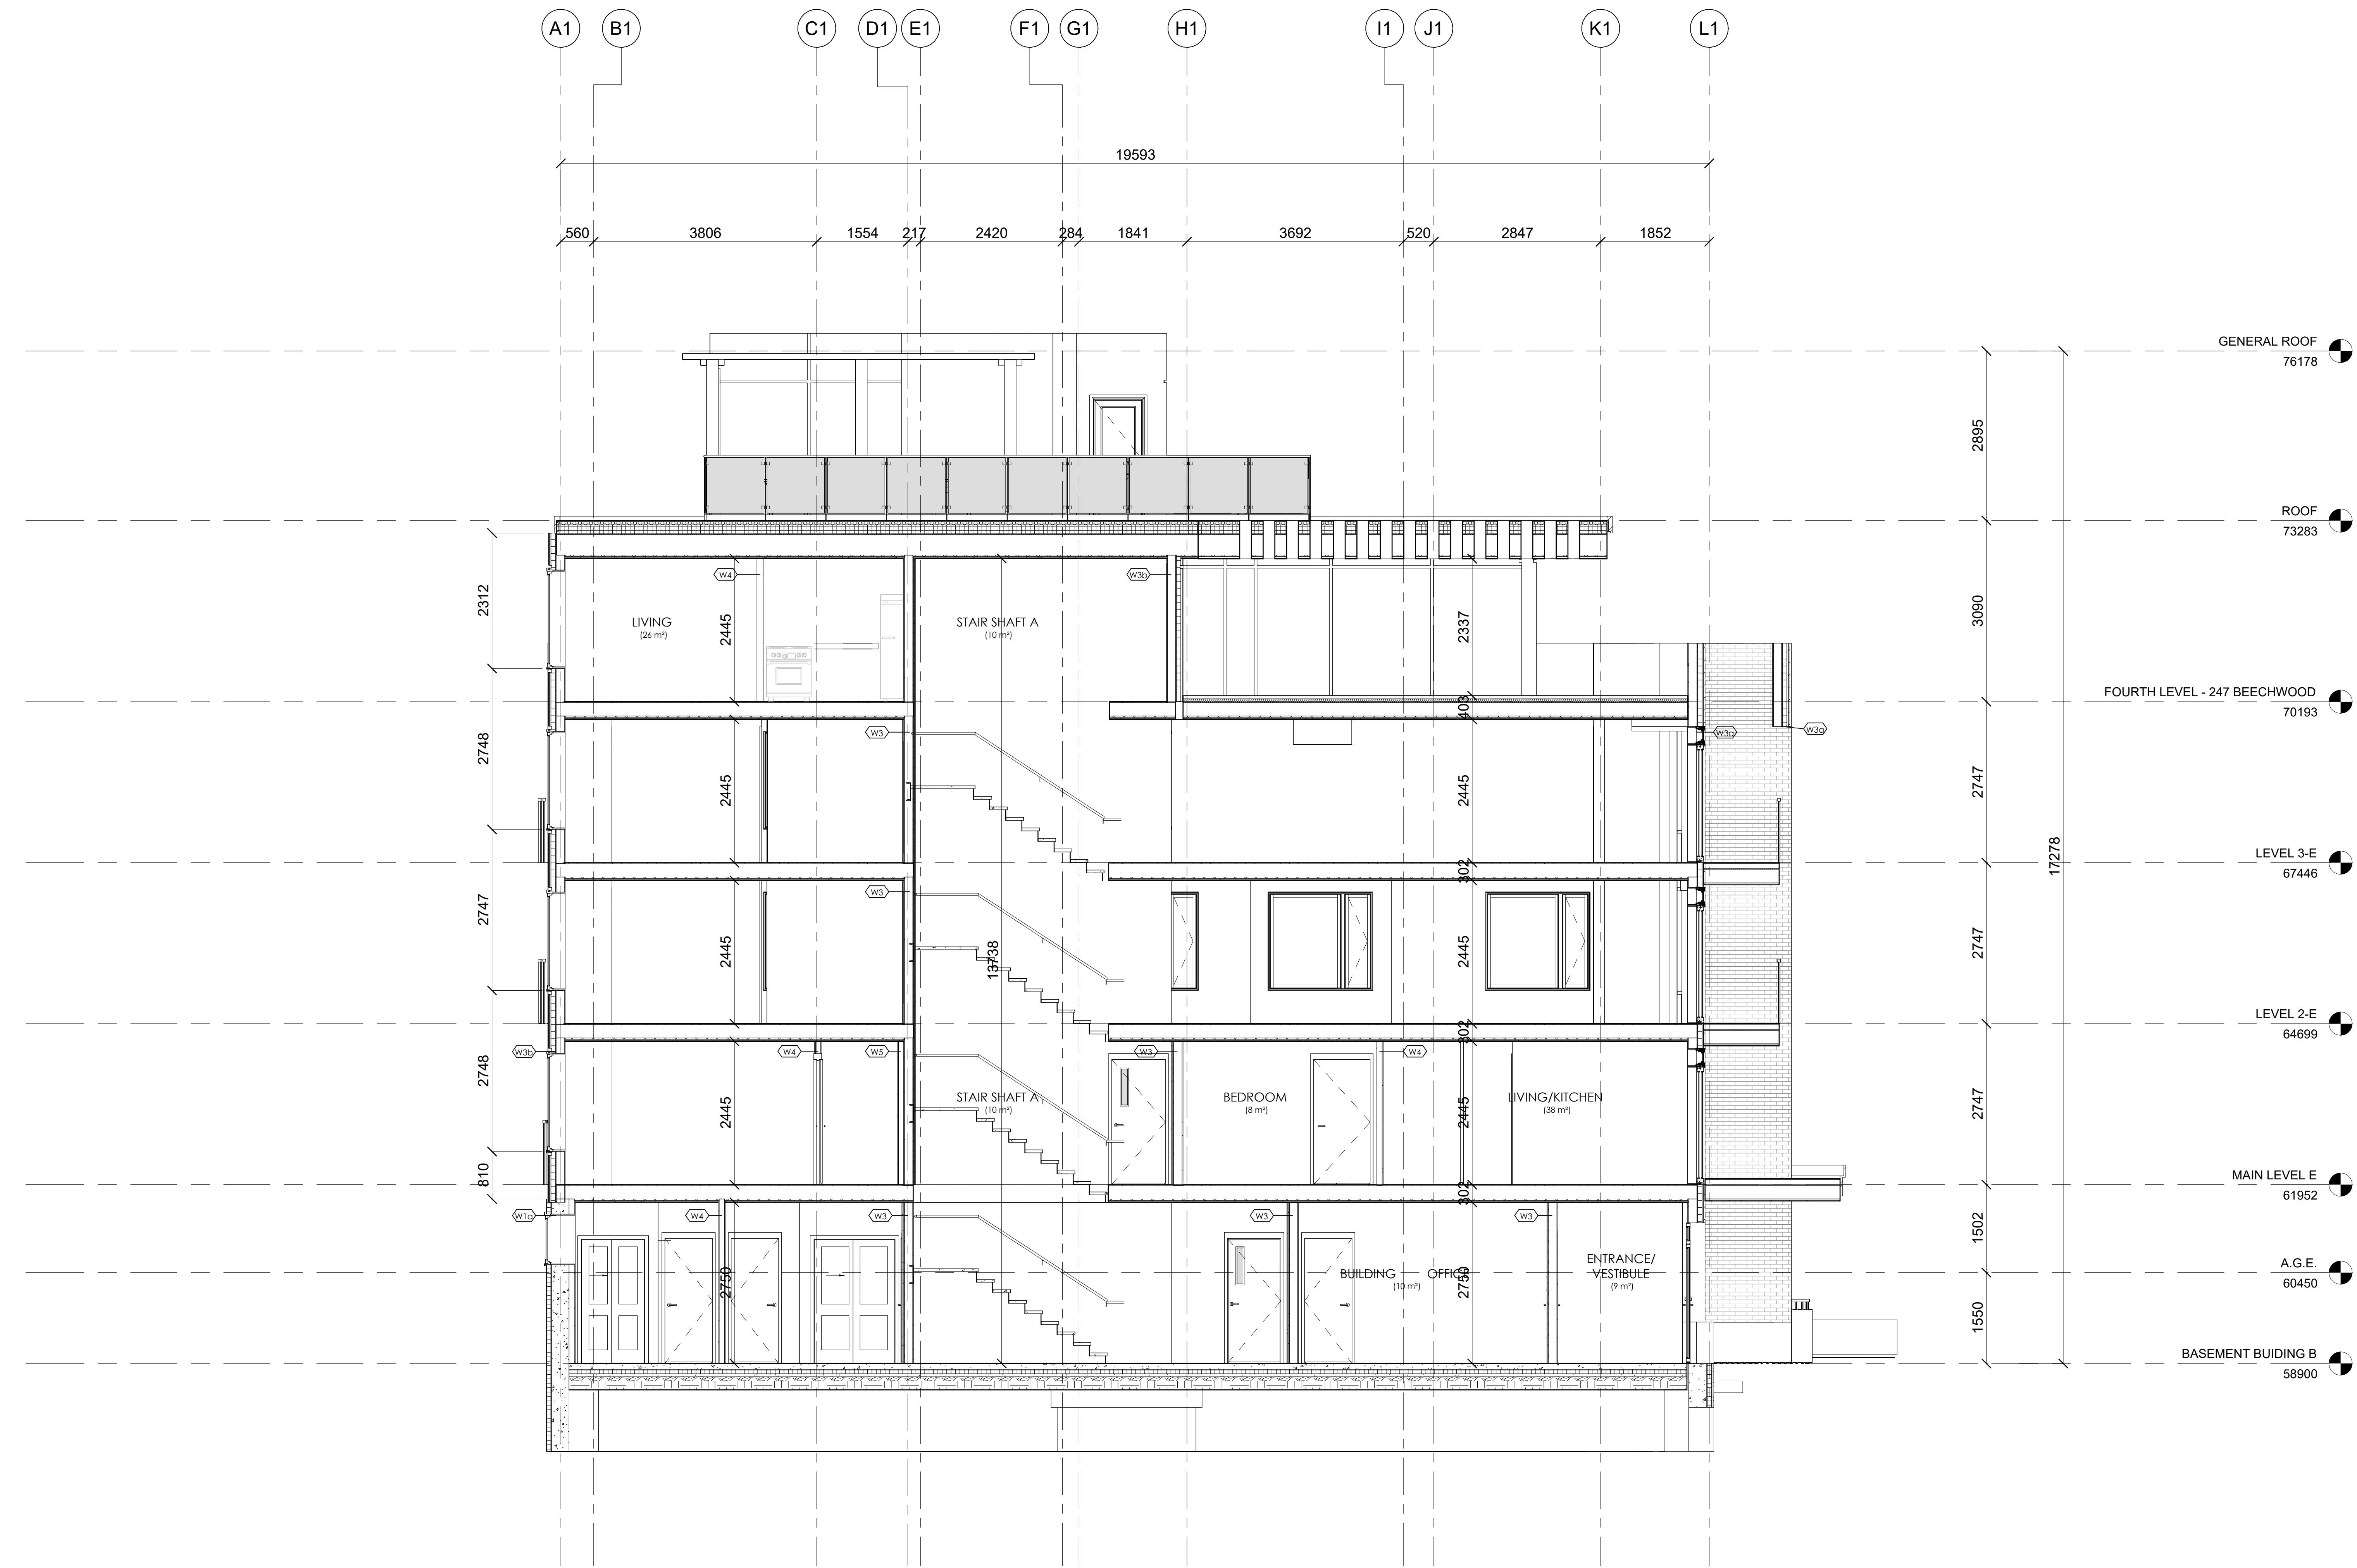 A1 B1 C1 D1 E1 F1 G1 H1 I1 J1 K1 L1
19593
560 3806 1554 217 2420 284 1841 3692 520 2847 1852
GENERAL ROOF
76178
2895
ROOF
73283
2312
W4
W3b
LIVING
(26 m²)
2445
STAIR SHAFT A
(10 m²)
2337
3090
FOURTH LEVEL - 247 BEECHWOOD
70193
403
W3
W3a
W3a
2748
2445
2445
2747
17278
LEVEL 3-E
67446
302
W3
2747
2445
13738
2445
2747
LEVEL 2-E
64699
302
W3b
W4
W5
W3
W4
2748
2445
STAIR SHAFT A
(10 m²)
BEDROOM
(8 m²)
2445
LIVING/KITCHEN
(38 m²)
2747
810
MAIN LEVEL E
61952
302
W1a
W4
W3
W3
W3
1502
2750
BUILDING OFFICE
(10 m²)
2750
ENTRANCE/
VESTIBULE
(9 m²)
A.G.E.
60450
1550
BASEMENT BUIDING B
58900